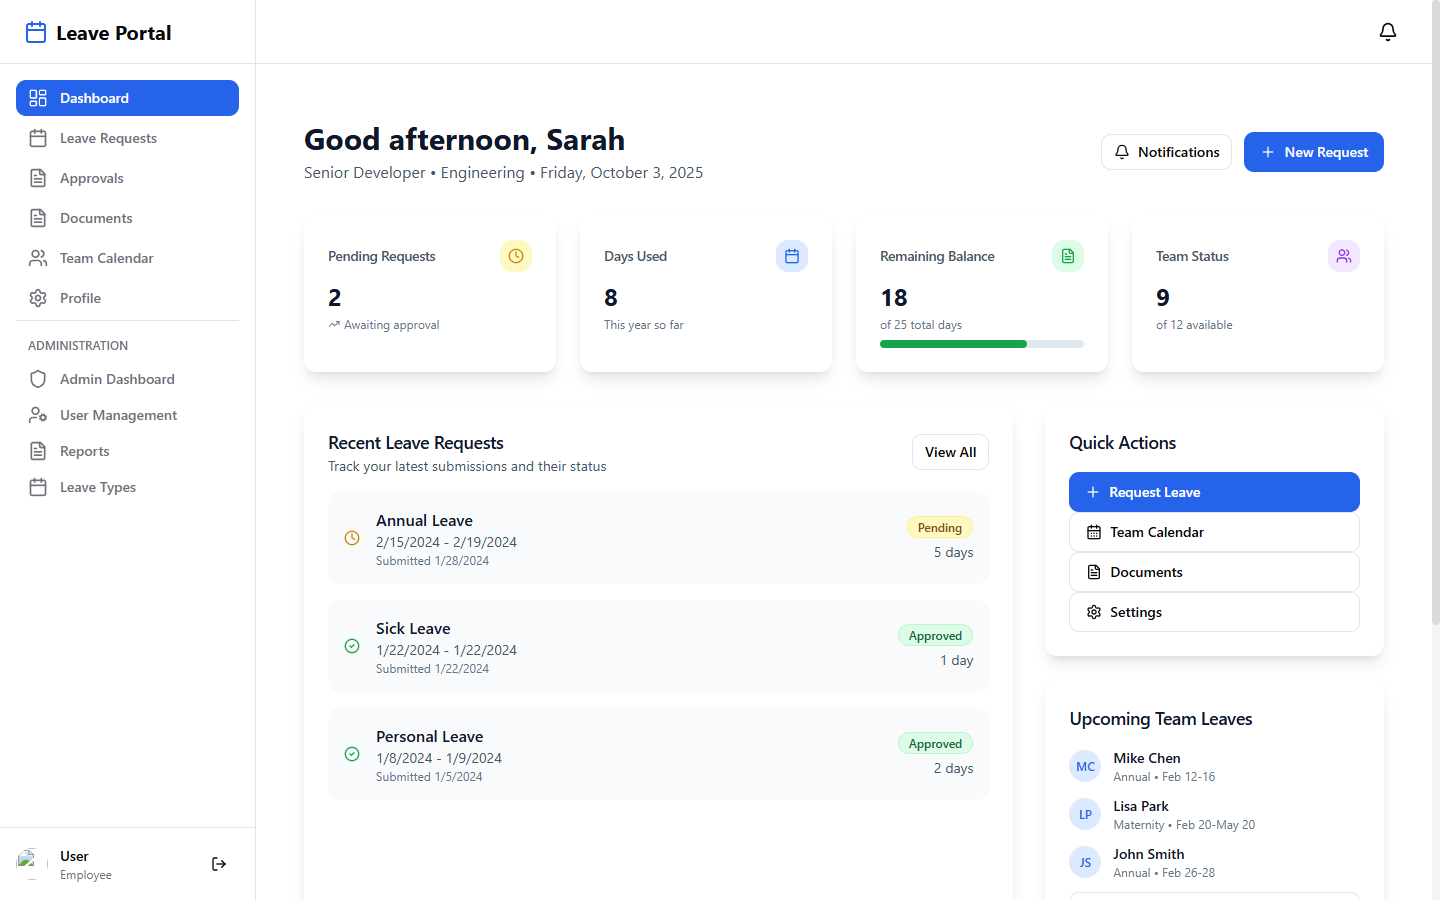 Leave Portal
Dashboard
Leave Requests
Approvals
Documents
Team Calendar
Profile
ADMINISTRATION
Admin Dashboard
User Management
Reports
Leave Types
User
Employee
Good afternoon, Sarah
Senior Developer • Engineering • Friday, October 3, 2025
Notifications
New Request
Pending Requests
2
Awaiting approval
Days Used
8
This year so far
Remaining Balance
18
of 25 total days
Team Status
9
of 12 available
Recent Leave Requests
Track your latest submissions and their status
View All
Annual Leave
2/15/2024 - 2/19/2024
Submitted 1/28/2024
Pending
5 days
Sick Leave
1/22/2024 - 1/22/2024
Submitted 1/22/2024
Approved
1 day
Personal Leave
1/8/2024 - 1/9/2024
Submitted 1/5/2024
Approved
2 days
Quick Actions
Request Leave
Team Calendar
Documents
Settings
Upcoming Team Leaves
MC
Mike Chen
Annual • Feb 12-16
LP
Lisa Park
Maternity • Feb 20-May 20
JS
John Smith
Annual • Feb 26-28